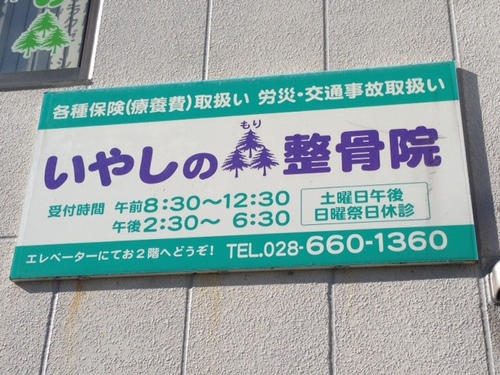 各種保険(療養費)取扱い 労災・交通事故取扱い
もり
いやしの 整骨院
受付時間 午前8:30～12:30
午後2:30～ 6:30
土曜日午後
日曜祭日休診
エレベーターにてお2階へどうぞ! TEL.028-660-1360